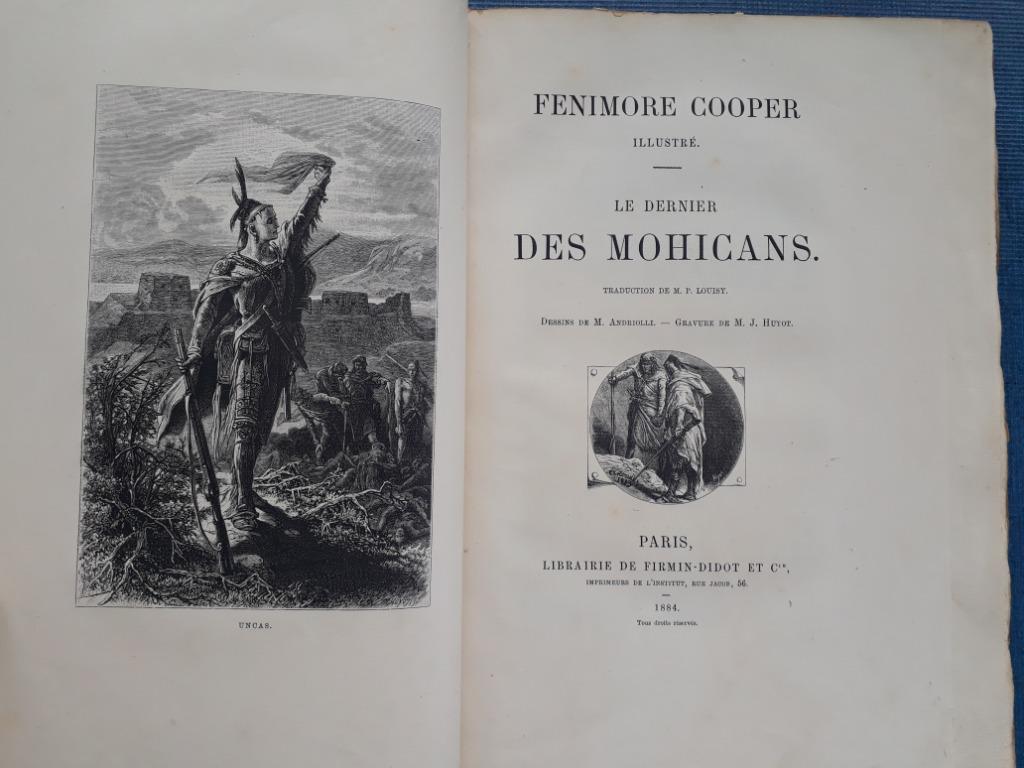 UNCAS.
FENIMORE COOPER
ILLUSTRÉ.
LE DERNIER
DES MOHICANS.
TRADUCTION DE M. P. LOUISY.
DESSINS DE M. ANDRIOLLI. — GRAVURE DE M. J. HUYOT.
PARIS,
LIBRAIRIE DE FIRMIN-DIDOT ET Cie,
IMPRIMEURS DE L'INSTITUT, RUE JACOB, 56.
1884.
Tous droits réservés.